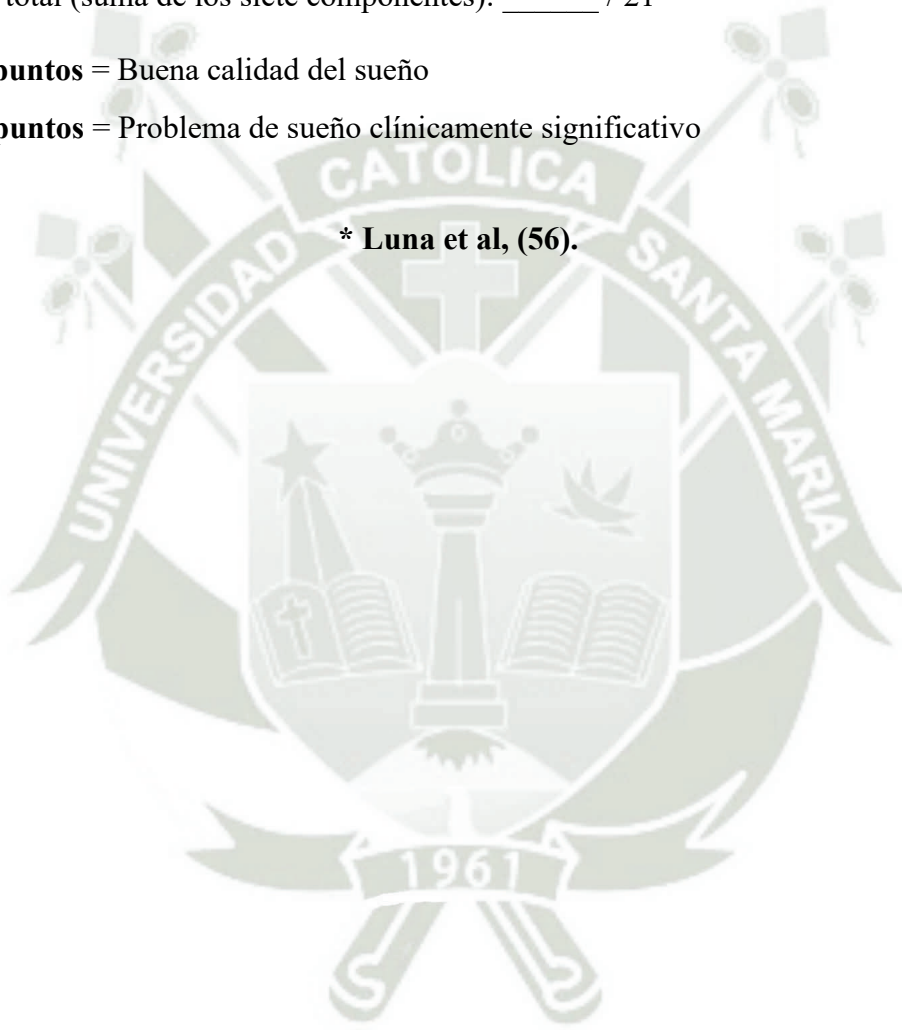 total (suma de los siete componentes): ______ / 21
puntos = Buena calidad del sueño
puntos = Problema de sueño clínicamente significativo
* Luna et al, (56).
UNIVERSIDAD CATOLICA SANTA MARIA
1961